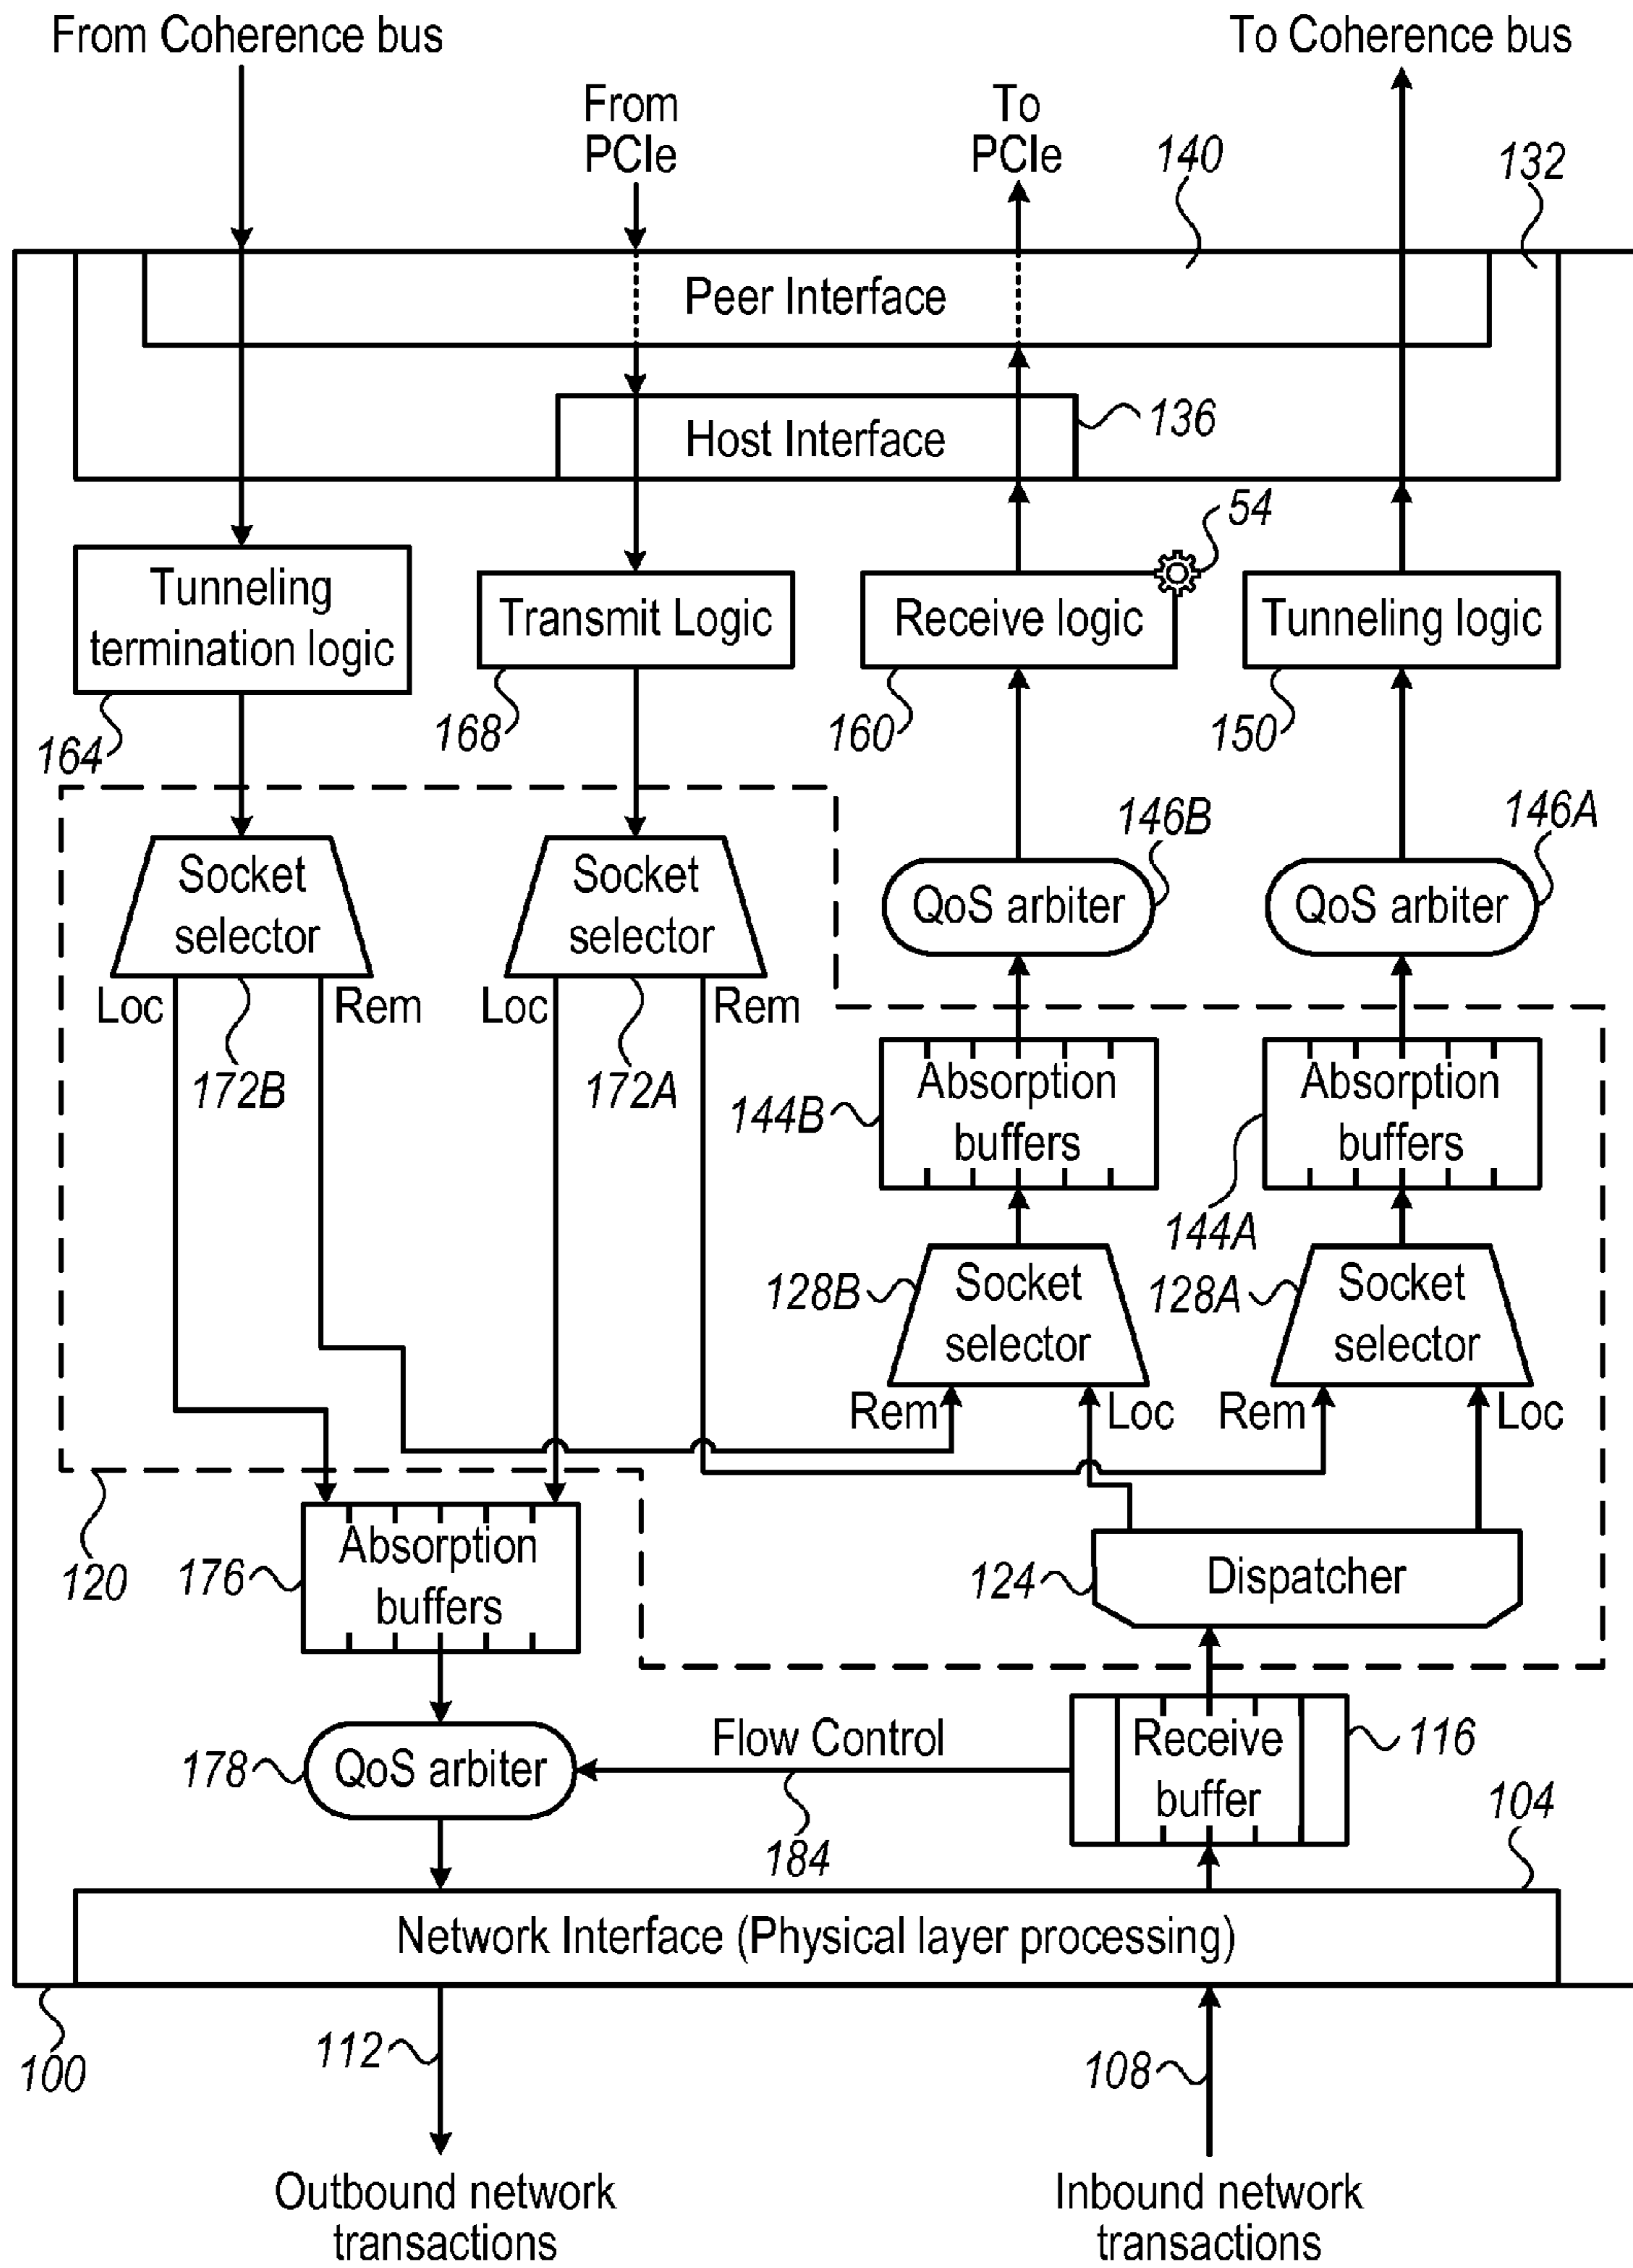 From Coherence bus
To Coherence bus
From
PCIe
To
PCIe
140
132
Peer Interface
Host Interface
136
54
Tunneling
termination logic
Transmit Logic
Receive logic
Tunneling logic
164
168
160
150
146B
146A
Socket
selector
Socket
selector
QoS arbiter
QoS arbiter
Loc
Rem
Loc
Rem
172B
172A
144B
Absorption
buffers
Absorption
buffers
144A
128B
Socket
selector
128A
Socket
selector
Rem
Loc
Rem
Loc
120
176
Absorption
buffers
124
Dispatcher
178
QoS arbiter
Flow Control
184
Receive
buffer
116
104
Network Interface (Physical layer processing)
100
112
108
Outbound network
transactions
Inbound network
transactions